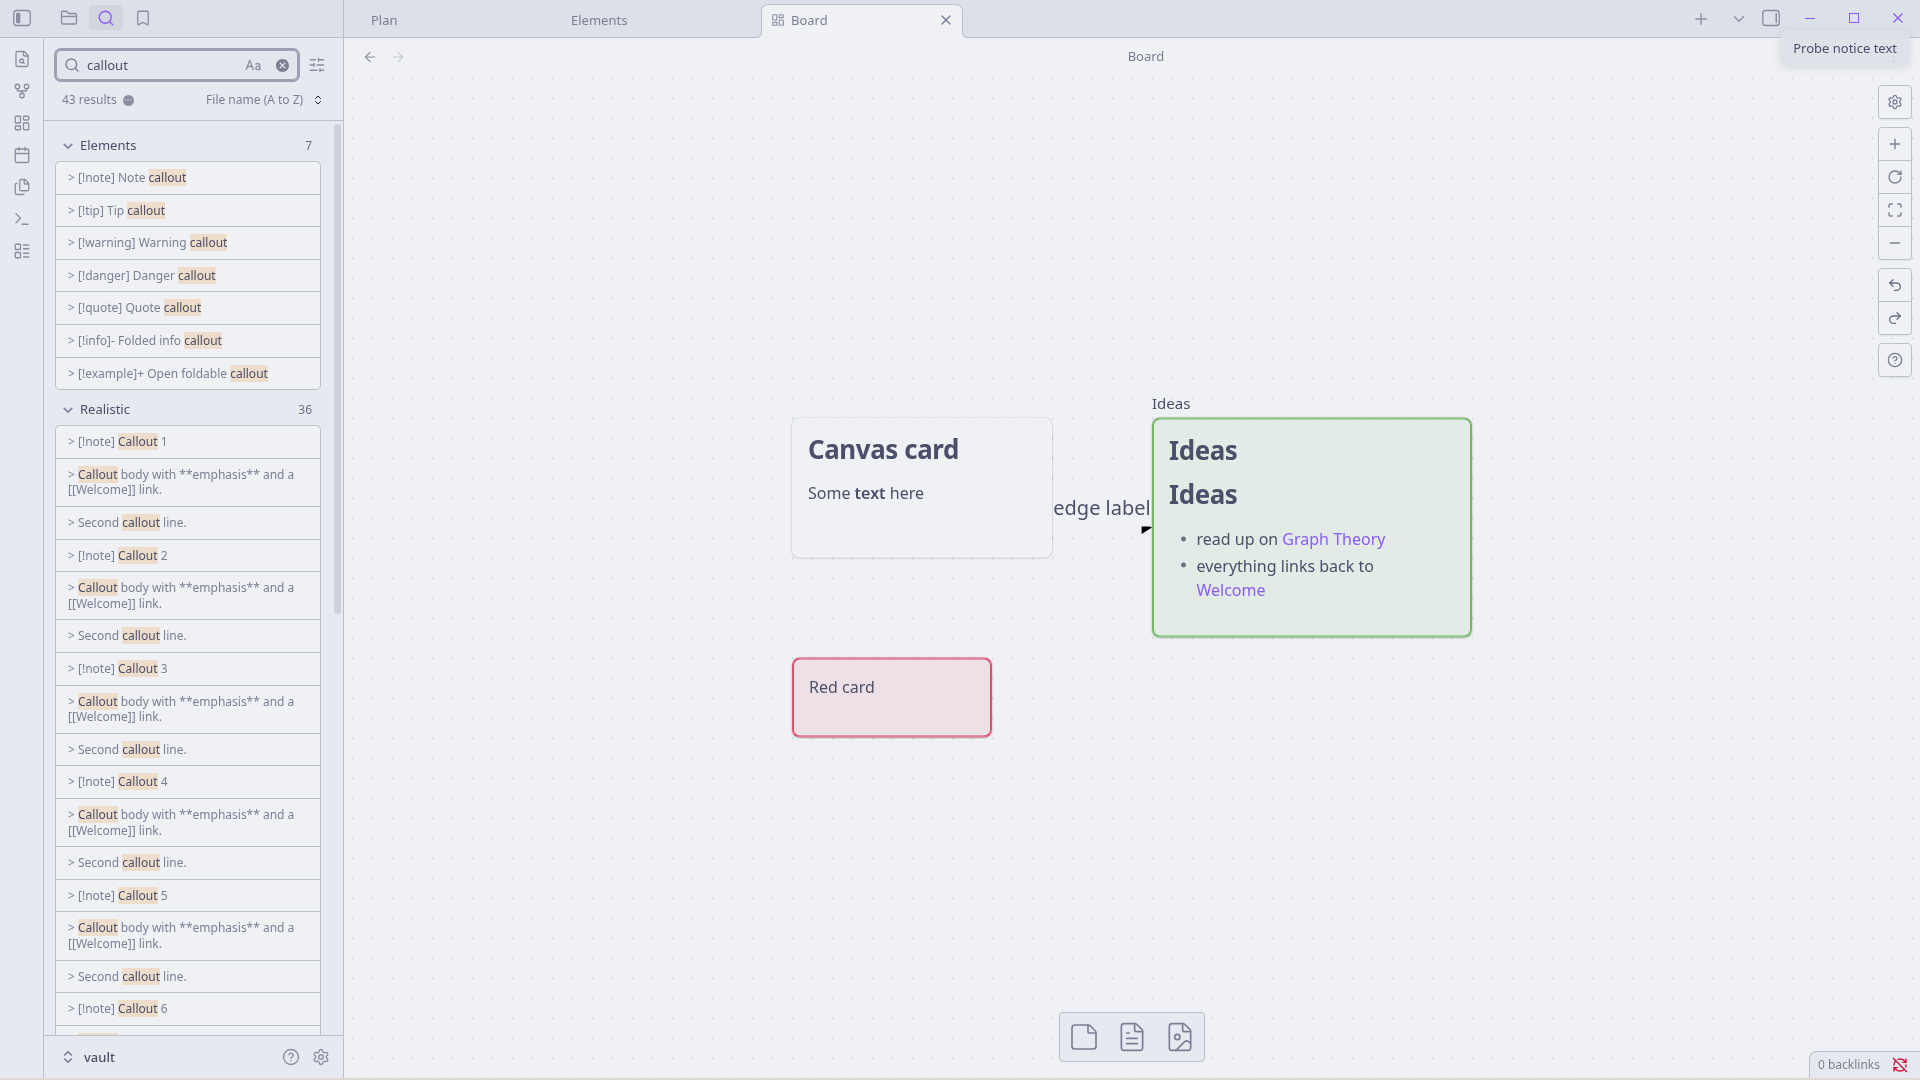 Plan
Elements
Board
Probe notice text
callout
Aa
43 results
File name (A to Z)
Board
Elements 7
> [!note] Note callout
> [!tip] Tip callout
> [!warning] Warning callout
> [!danger] Danger callout
> [!quote] Quote callout
> [!info]- Folded info callout
> [!example]+ Open foldable callout
Realistic 36
> [!note] Callout 1
> Callout body with **emphasis** and a
[[Welcome]] link.
> Second callout line.
> [!note] Callout 2
> Callout body with **emphasis** and a
[[Welcome]] link.
> Second callout line.
> [!note] Callout 3
> Callout body with **emphasis** and a
[[Welcome]] link.
> Second callout line.
> [!note] Callout 4
> Callout body with **emphasis** and a
[[Welcome]] link.
> Second callout line.
> [!note] Callout 5
> Callout body with **emphasis** and a
[[Welcome]] link.
> Second callout line.
> [!note] Callout 6
vault
Canvas card
Some text here
edge label
Ideas
Ideas
Ideas
• read up on Graph Theory
• everything links back to
Welcome
Red card
0 backlinks